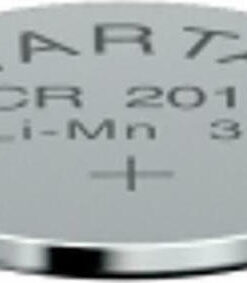 ARTA
CR 201
Li-Mn 3
+